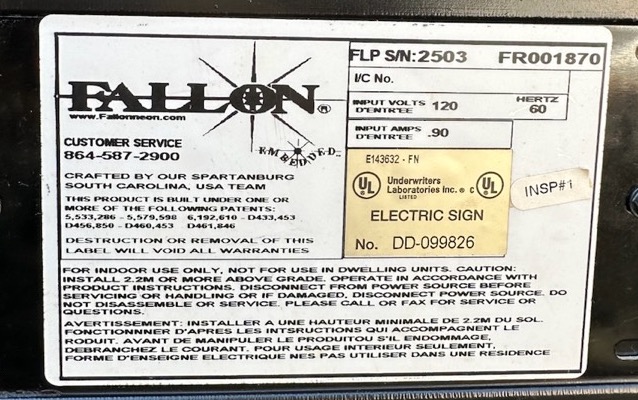 FALLON®
www.Fallonneon.com
EMBEDDED
CUSTOMER SERVICE
864-587-2900
CRAFTED BY OUR SPARTANBURG
SOUTH CAROLINA, USA TEAM
THIS PRODUCT IS BUILT UNDER ONE OR
MORE OF THE FOLLOWING PATENTS:
5,533,286 - 5,579,598 6,192,610 - D433,453
D456,850 - D460,453 D461,846
DESTRUCTION OR REMOVAL OF THIS
LABEL WILL VOID ALL WARRANTIES
FLP S/N: 2503 FR001870
I/C No.
INPUT VOLTS 120 HERTZ
D'ENTREE 60
INPUT AMPS .90
D'ENTREE
E143632 - FN
UL Underwriters c UL
Laboratories Inc.®
LISTED
ELECTRIC SIGN
No. DD-099826
INSP#1
FOR INDOOR USE ONLY, NOT FOR USE IN DWELLING UNITS. CAUTION:
INSTALL 2.2M OR MORE ABOVE GRADE. OPERATE IN ACCORDANCE WITH
PRODUCT INSTRUCTIONS. DISCONNECT FROM POWER SOURCE BEFORE
SERVICING OR HANDLING OR IF DAMAGED, DISCONNECT POWER SOURCE. DO
NOT DISASSEMBLE OR SERVICE. PLEASE CALL OR FAX FOR SERVICE OR
QUESTIONS.
AVERTISSEMENT: INSTALLER A UNE HAUTEUR MINIMALE DE 2.2M DU SOL.
FONCTIONNNER D'APRES LES INTSRUCTIONS QUI ACCOMPAGNENT LE
RODUIT. AVANT DE MANIPULER LE PRODUITOU S'IL ENDOMMAGE,
DEBRANCHEZ LE COURANT. POUR USAGE INTERIEUR SEULEMENT,
FORME D'ENSEIGNE ELECTRIQUE NES PAS UTILISER DANS UNE RESIDENCE